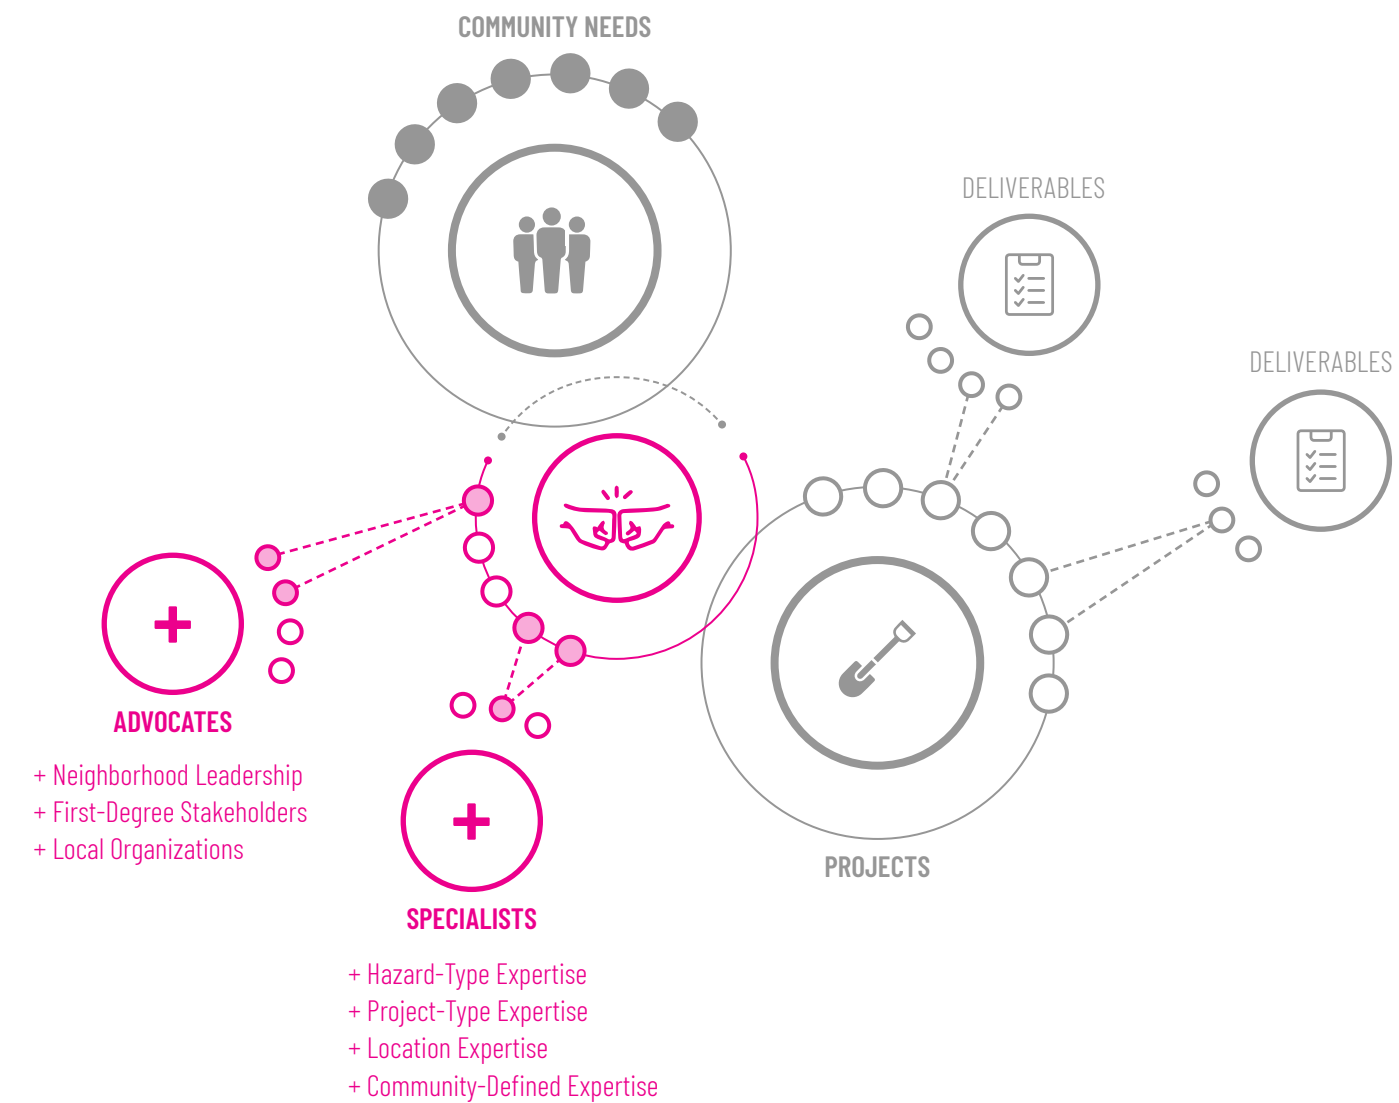 COMMUNITY NEEDS
DELIVERABLES
DELIVERABLES
ADVOCATES
+ Neighborhood Leadership
+ First-Degree Stakeholders
+ Local Organizations
PROJECTS
SPECIALISTS
+ Hazard-Type Expertise
+ Project-Type Expertise
+ Location Expertise
+ Community-Defined Expertise